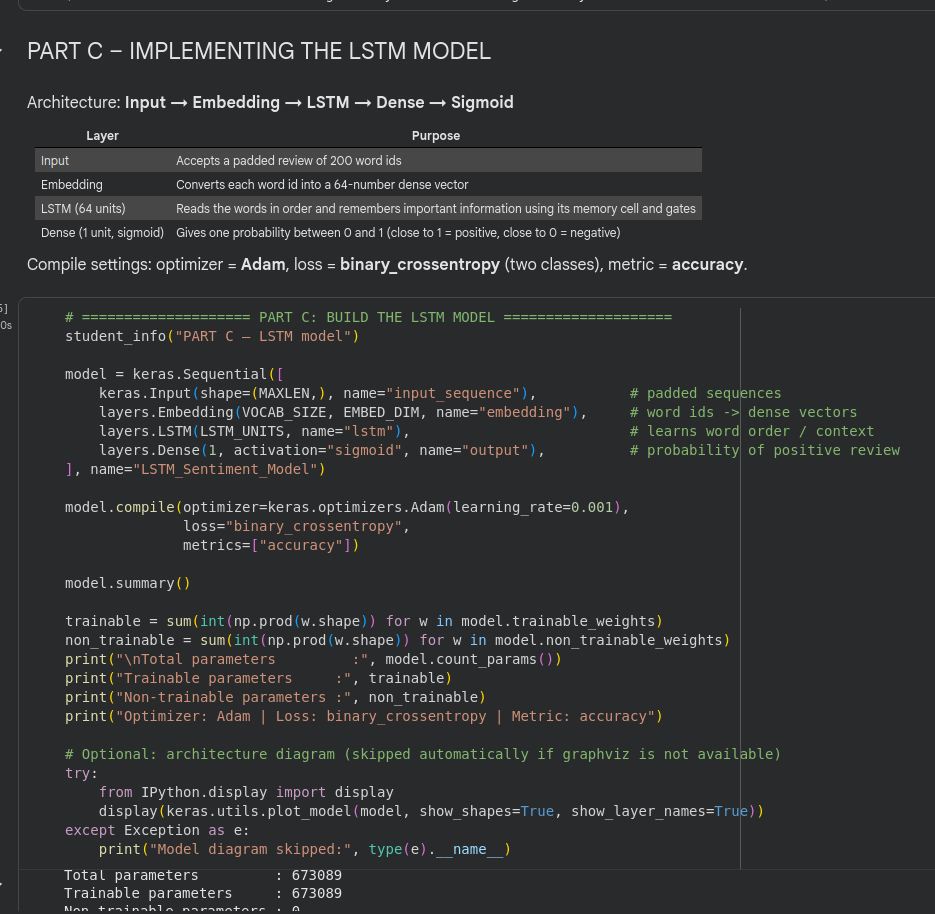 PART C – IMPLEMENTING THE LSTM MODEL
Architecture: Input → Embedding → LSTM → Dense → Sigmoid
Layer Purpose
Input Accepts a padded review of 200 word ids
Embedding Converts each word id into a 64-number dense vector
LSTM (64 units) Reads the words in order and remembers important information using its memory cell and gates
Dense (1 unit, sigmoid) Gives one probability between 0 and 1 (close to 1 = positive, close to 0 = negative)
Compile settings: optimizer = Adam, loss = binary_crossentropy (two classes), metric = accuracy.
5]
0s
# ==================== PART C: BUILD THE LSTM MODEL ====================
student_info("PART C – LSTM model")
model = keras.Sequential([
    keras.Input(shape=(MAXLEN,), name="input_sequence"),           # padded sequences
    layers.Embedding(VOCAB_SIZE, EMBED_DIM, name="embedding"),     # word ids -> dense vectors
    layers.LSTM(LSTM_UNITS, name="lstm"),                          # learns word order / context
    layers.Dense(1, activation="sigmoid", name="output"),          # probability of positive review
], name="LSTM_Sentiment_Model")
model.compile(optimizer=keras.optimizers.Adam(learning_rate=0.001),
              loss="binary_crossentropy",
              metrics=["accuracy"])
model.summary()
trainable = sum(int(np.prod(w.shape)) for w in model.trainable_weights)
non_trainable = sum(int(np.prod(w.shape)) for w in model.non_trainable_weights)
print("\nTotal parameters         :", model.count_params())
print("Trainable parameters     :", trainable)
print("Non-trainable parameters :", non_trainable)
print("Optimizer: Adam | Loss: binary_crossentropy | Metric: accuracy")
# Optional: architecture diagram (skipped automatically if graphviz is not available)
try:
    from IPython.display import display
    display(keras.utils.plot_model(model, show_shapes=True, show_layer_names=True))
except Exception as e:
    print("Model diagram skipped:", type(e).__name__)
Total parameters         : 673089
Trainable parameters     : 673089
Non-trainable parameters : 0